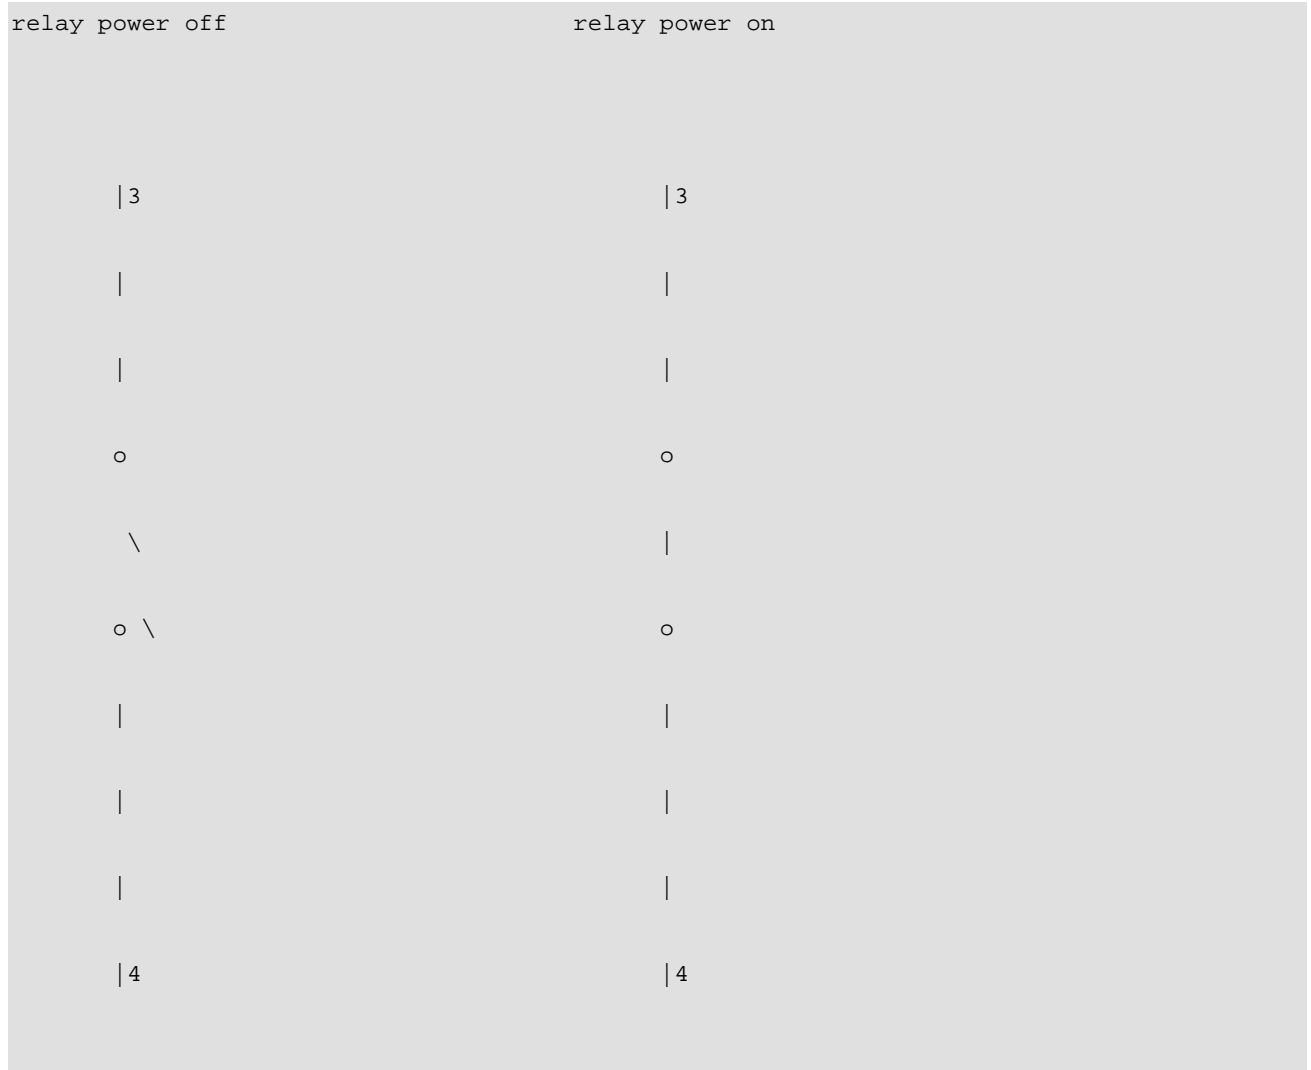 relay power off                        relay power on
|3                                     |3
|                                      |
|                                      |
o                                      o
 \                                     |
o \                                    o
|                                      |
|                                      |
|                                      |
|4                                     |4